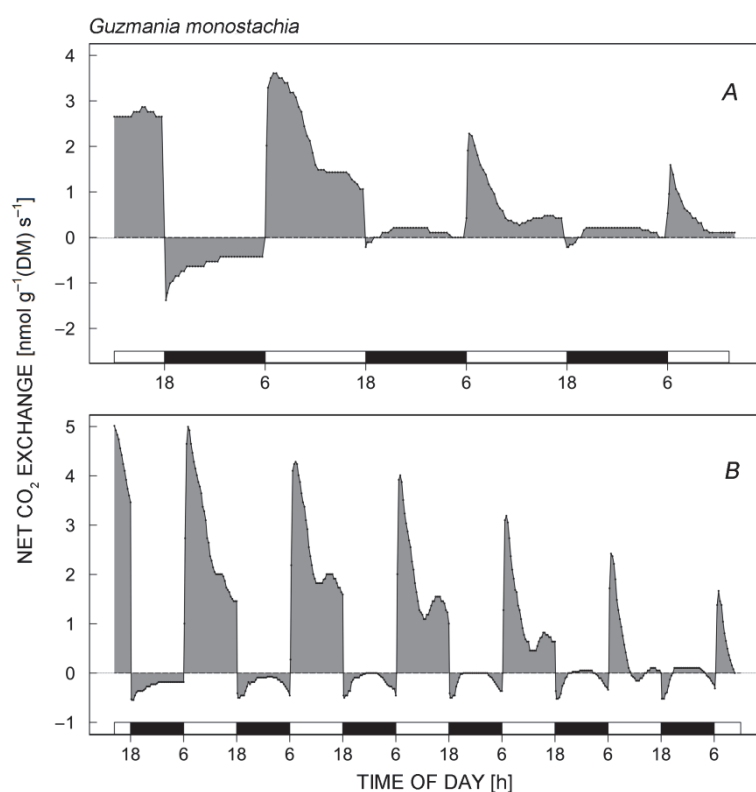 Guzmania monostachia
A
4
3
2
1
0
−1
−2
18 6 18 6 18 6
NET CO₂ EXCHANGE [nmol g⁻¹(DM) s⁻¹]
B
5
4
3
2
1
0
−1
18 6 18 6 18 6 18 6 18 6 18 6
TIME OF DAY [h]